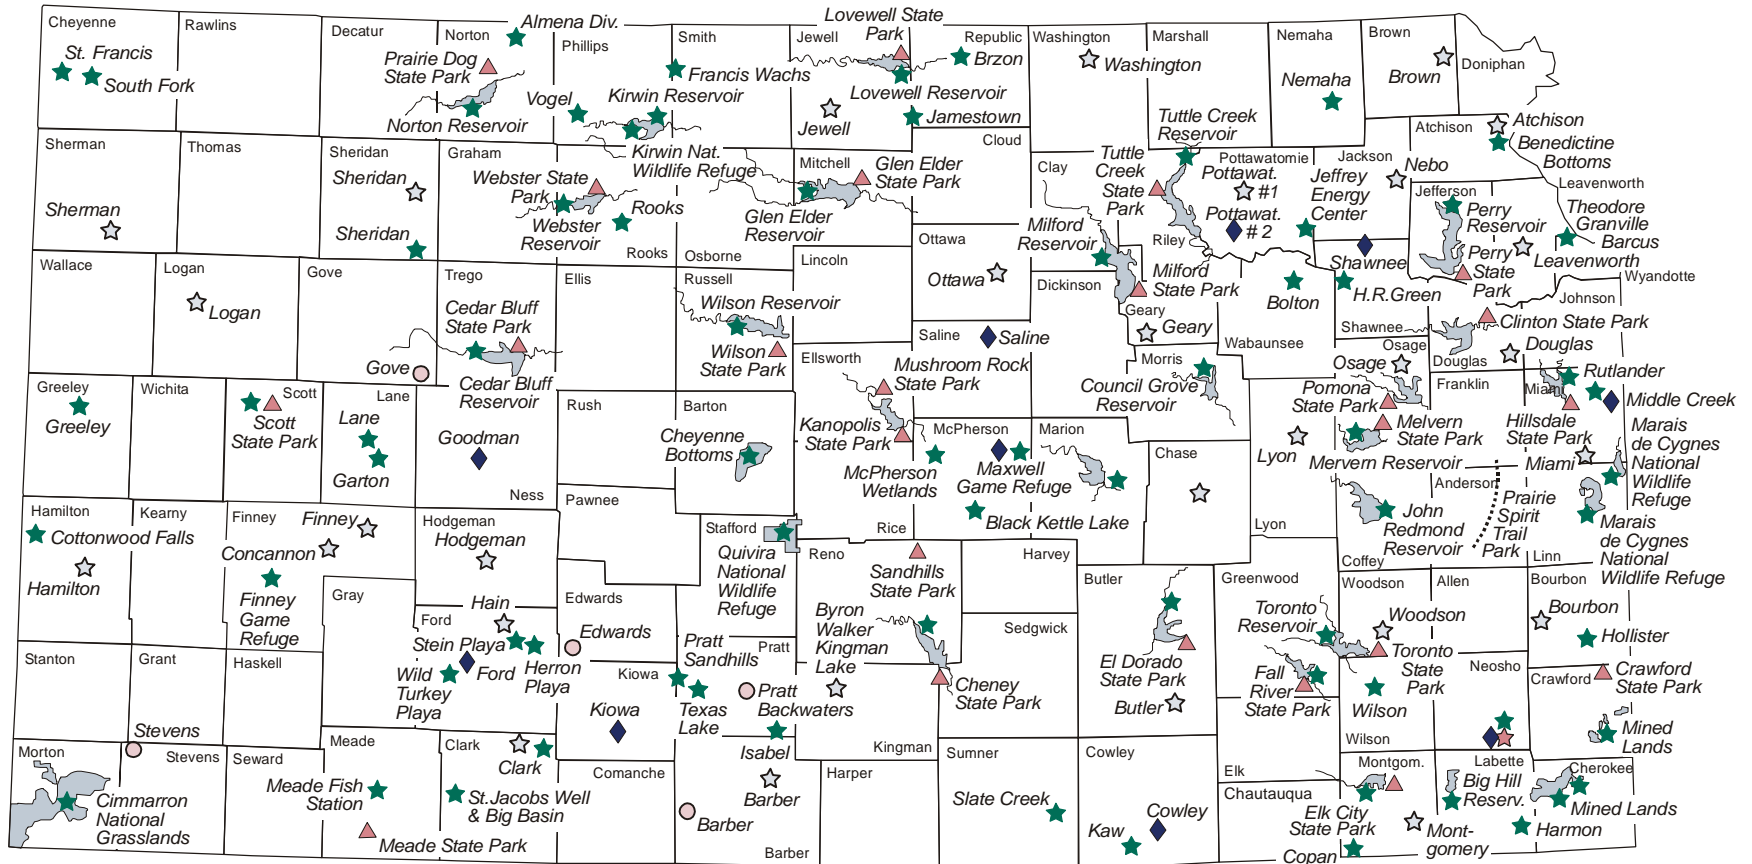 Cheyenne
St. Francis
South Fork
Rawlins
Decatur
Norton
Almena Div.
Prairie Dog
State Park
Norton Reservoir
Phillips
Vogel
Kirwin Reservoir
Kirwin Nat.
Wildlife Refuge
Smith
Francis Wachs
Jewell
Lovewell State
Park
Lovewell Reservoir
Jewell
Republic
Brzon
Jamestown
Washington
Washington
Marshall
Nemaha
Nemaha
Brown
Brown
Doniphan
Sherman
Sherman
Thomas
Sheridan
Sheridan
Sheridan
Graham
Webster State
Park
Webster
Reservoir
Rooks
Rooks
Osborne
Mitchell
Glen Elder
State Park
Glen Elder
Reservoir
Cloud
Clay
Tuttle Creek
Reservoir
Tuttle
Creek
State
Park
Riley
Pottawatomie
Pottawat.
#1
Pottawat.
# 2
Jackson
Jeffrey
Energy
Center
Nebo
Atchison
Atchison
Benedictine
Bottoms
Jefferson
Perry
Reservoir
Perry
State
Park
Leavenworth
Theodore
Granville
Barcus
Leavenworth
Wyandotte
Wallace
Logan
Logan
Gove
Gove
Trego
Cedar Bluff
State Park
Cedar Bluff
Reservoir
Ellis
Russell
Wilson Reservoir
Wilson
State Park
Lincoln
Ottawa
Ottawa
Milford
Reservoir
Dickinson
Milford
State Park
Geary
Geary
Saline
Saline
Wabaunsee
Bolton
Shawnee
H.R.Green
Shawnee
Johnson
Clinton State Park
Douglas
Douglas
Greeley
Greeley
Wichita
Scott
Scott
State Park
Lane
Lane
Garton
Goodman
Ness
Rush
Barton
Cheyenne
Bottoms
Ellsworth
Mushroom Rock
State Park
Kanopolis
State Park
McPherson
McPherson
Wetlands
Maxwell
Game Refuge
Black Kettle Lake
Marion
Morris
Council Grove
Reservoir
Chase
Lyon
Lyon
Osage
Osage
Pomona
State Park
Melvern
State Park
Mervern Reservoir
Franklin
Miami
Rutlander
Middle Creek
Hillsdale
State Park
Miami
Marais
de Cygnes
National
Wildlife
Refuge
Anderson
Prairie
Spirit
Trail
Park
John
Redmond
Reservoir
Coffey
Linn
Marais
de Cygnes
National
Wildlife Refuge
Hamilton
Cottonwood Falls
Hamilton
Kearny
Finney
Finney
Concannon
Finney
Game
Refuge
Hodgeman
Hodgeman
Pawnee
Stafford
Quivira
National
Wildlife
Refuge
Rice
Reno
Sandhills
State Park
Harvey
Butler
El Dorado
State Park
Butler
Greenwood
Toronto
Reservoir
Fall
River
State Park
Woodson
Woodson
Toronto
State
Park
Allen
Bourbon
Bourbon
Hollister
Gray
Hain
Ford
Stein Playa
Ford
Wild
Turkey
Playa
Herron
Playa
Edwards
Edwards
Byron
Walker
Kingman
Lake
Cheney
State Park
Sedgwick
Stanton
Grant
Haskell
Kiowa
Kiowa
Pratt
Sandhills
Pratt
Texas
Lake
Pratt
Backwaters
Kingman
Wilson
Wilson
Neosho
Crawford
Crawford
State Park
Mined
Lands
Morton
Cimmarron
National
Grasslands
Stevens
Stevens
Seward
Meade
Meade Fish
Station
Meade State Park
Clark
Clark
St.Jacobs Well
& Big Basin
Comanche
Isabel
Barber
Barber
Barber
Harper
Sumner
Slate Creek
Cowley
Cowley
Kaw
Elk
Chautauqua
Elk City
State Park
Copan
Montgom.
Mont-
gomery
Labette
Big Hill
Reserv.
Cherokee
Mined Lands
Harmon